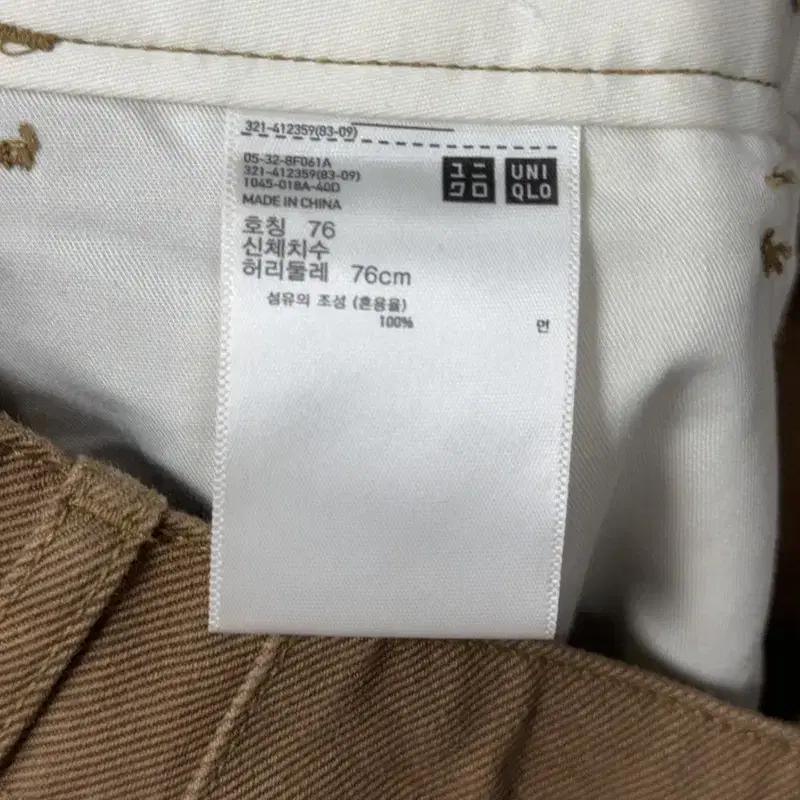 321-412359(83-09)
05-32-8F061A
321-412359(83-09)
1045-018A-40D
MADE IN CHINA
ユニ
クロ
UNI
QLO
호칭 76
신체치수
허리둘레 76cm
섬유의 조성 (혼용율)
100% 면